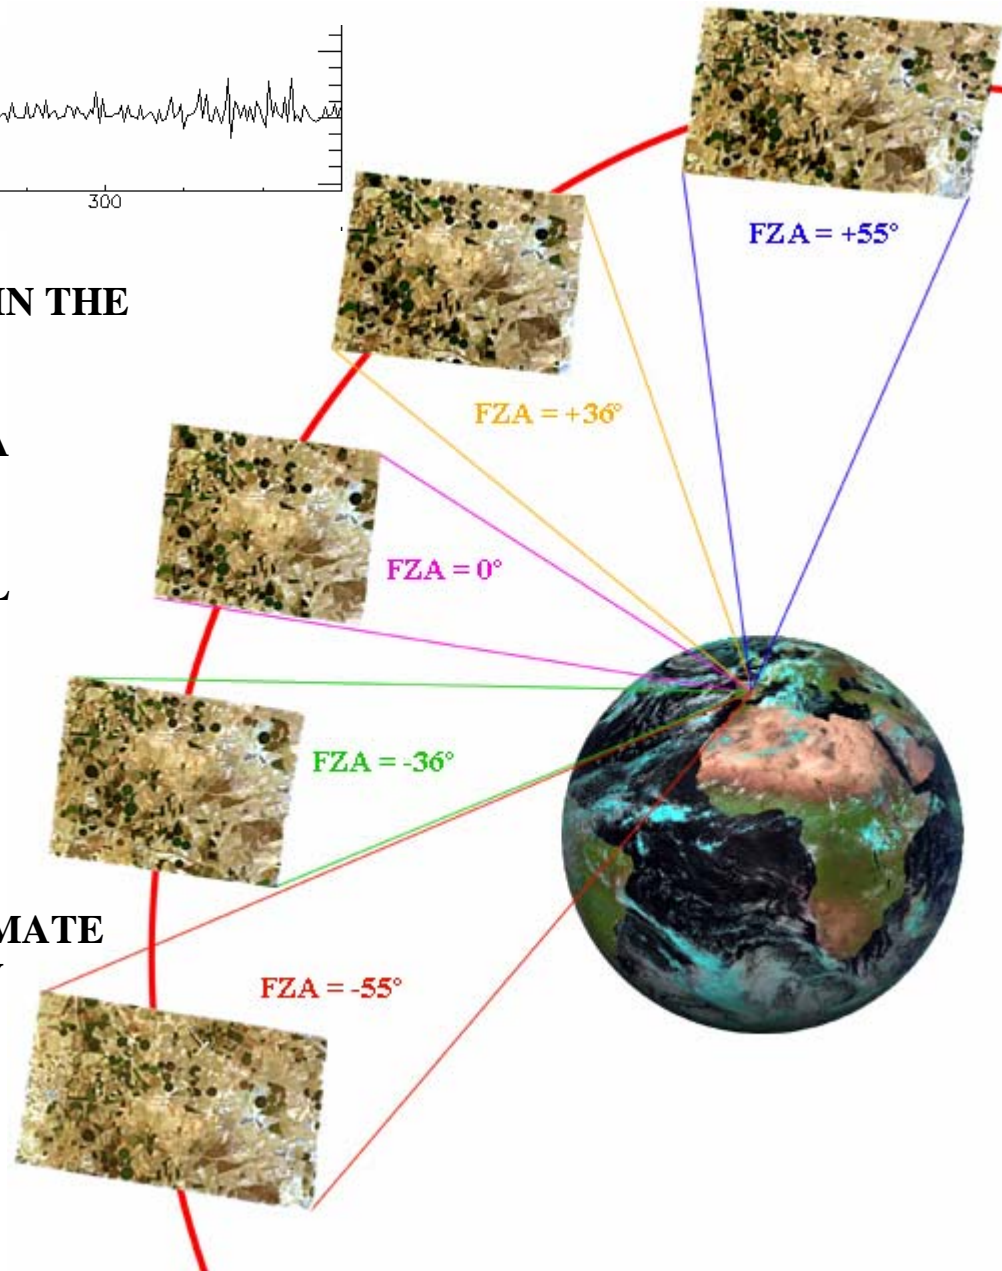 300
FZA = +55°
IN THE
FZA = +36°
A
FZA = 0°
L
FZA = -36°
MATE
FZA = -55°